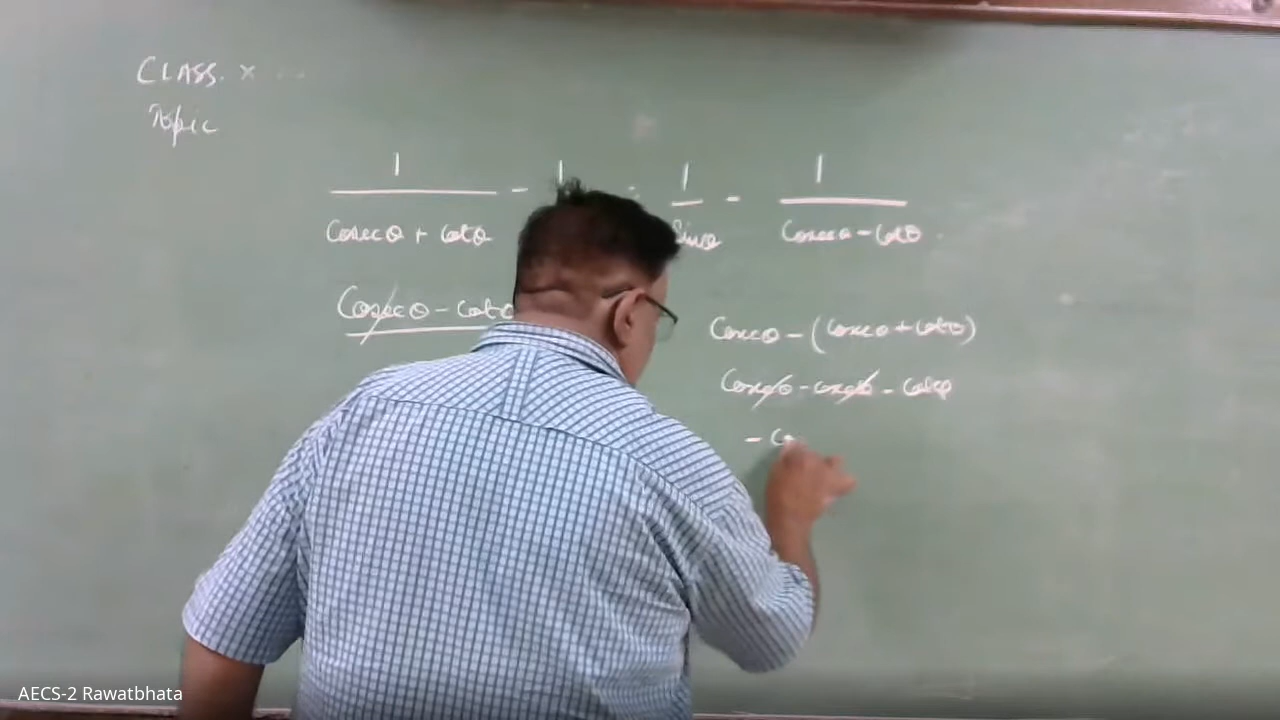 CLASS. X
Topic
1 - 1 = 1 - 1
Cosecθ + cotθ Sinθ Cosecθ - cotθ
Cosecθ - cotθ
Cosecθ - (cosecθ + cotθ)
Cosecθ - cosecθ - cotθ
- Co
AECS-2 Rawatbhata